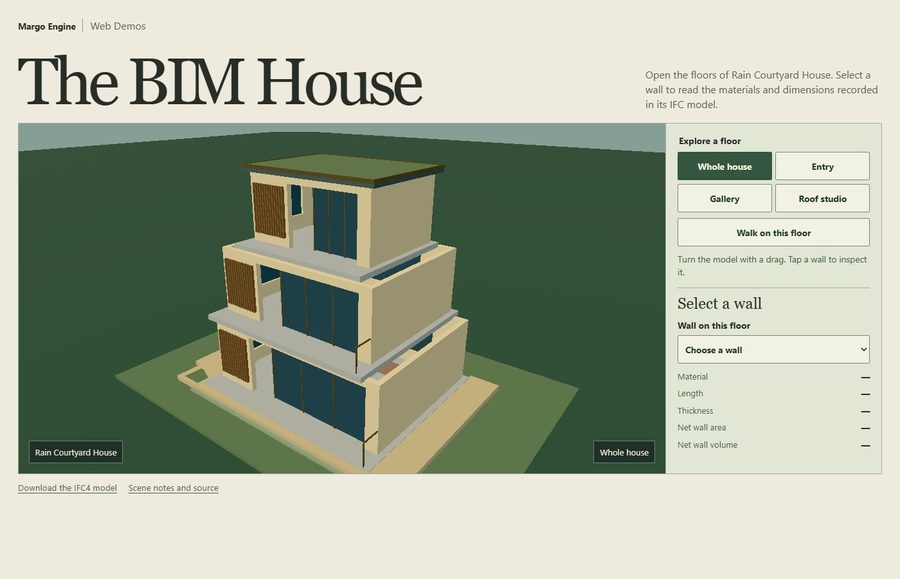 Margo Engine
Web Demos
The BIM House
Open the floors of Rain Courtyard House. Select a
wall to read the materials and dimensions recorded
in its IFC model.
Explore a floor
Whole house
Entry
Gallery
Roof studio
Walk on this floor
Turn the model with a drag. Tap a wall to inspect
it.
Select a wall
Wall on this floor
Choose a wall
Material —
Length —
Thickness —
Net wall area —
Net wall volume —
Rain Courtyard House
Whole house
Download the IFC4 model
Scene notes and source